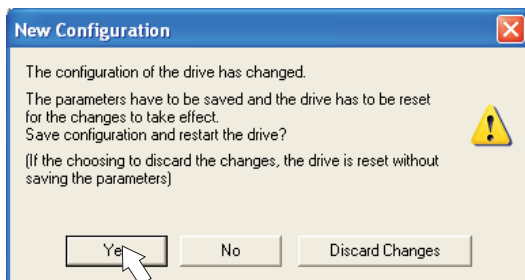 New Configuration
The configuration of the drive has changed.
The parameters have to be saved and the drive has to be reset
for the changes to take effect.
Save configuration and restart the drive?
(If the choosing to discard the changes, the drive is reset without
saving the parameters)
Yes No Discard Changes